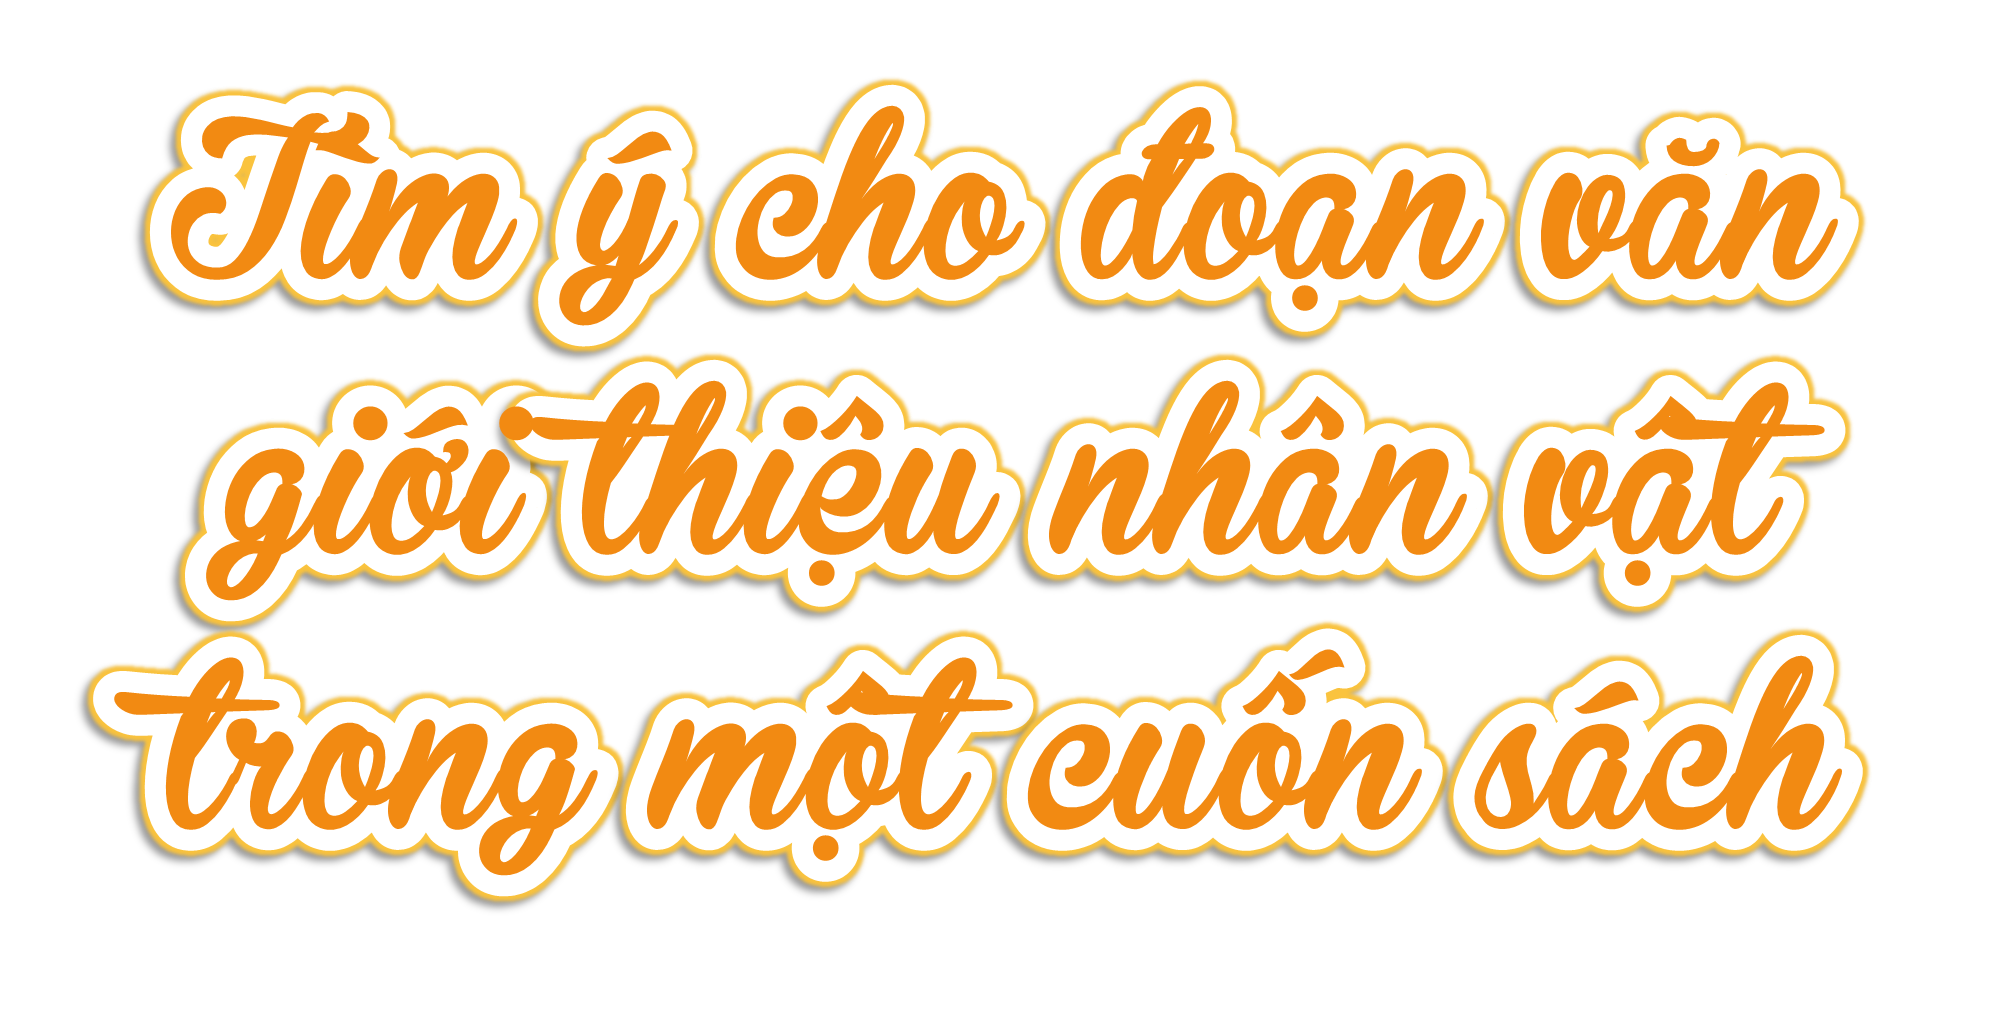 Tìm ý cho đoạn văn
giới thiệu nhân vật
trong một cuốn sách